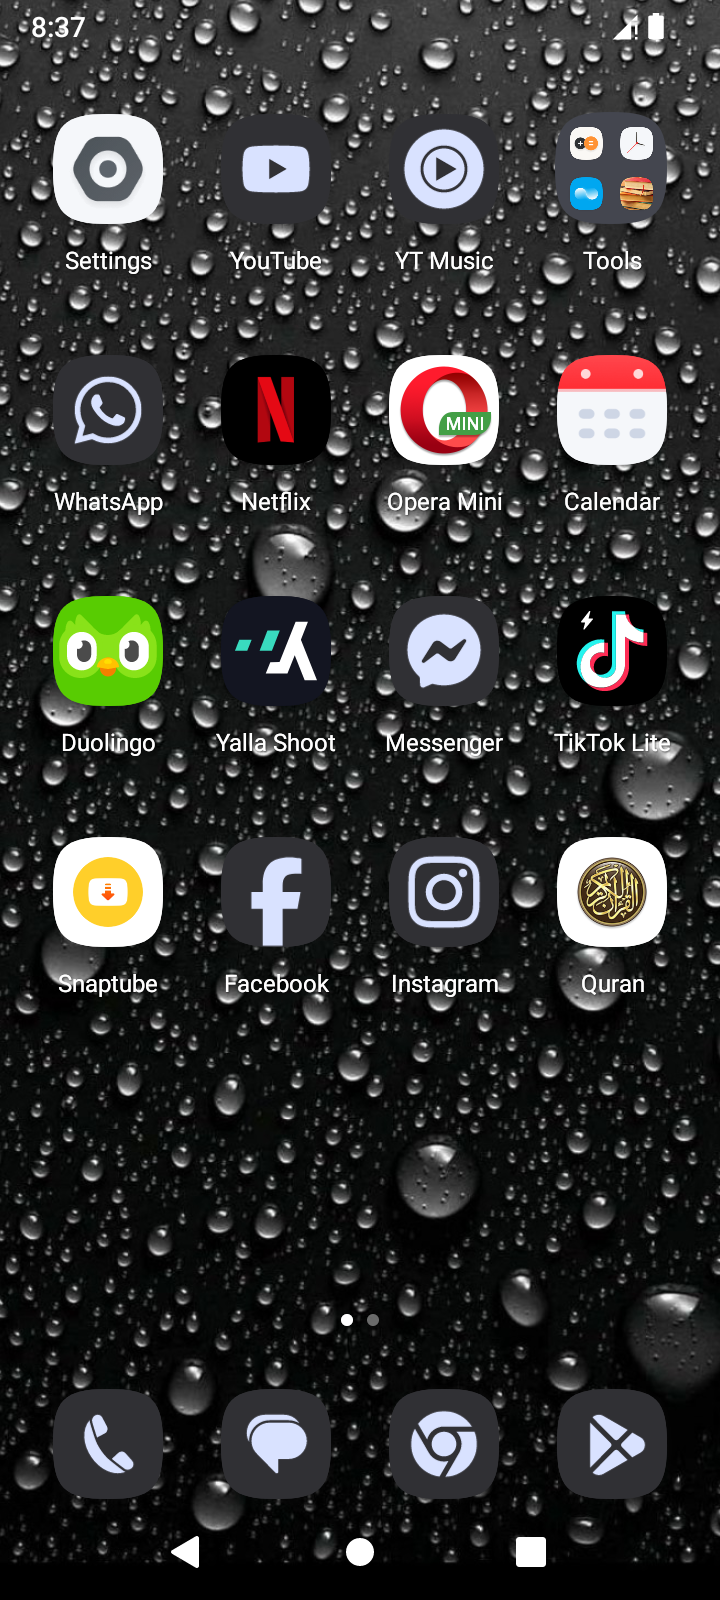 8:37
Settings YouTube YT Music Tools
MINI
WhatsApp Netflix Opera Mini Calendar
Duolingo Yalla Shoot Messenger TikTok Lite
Snaptube Facebook Instagram Quran